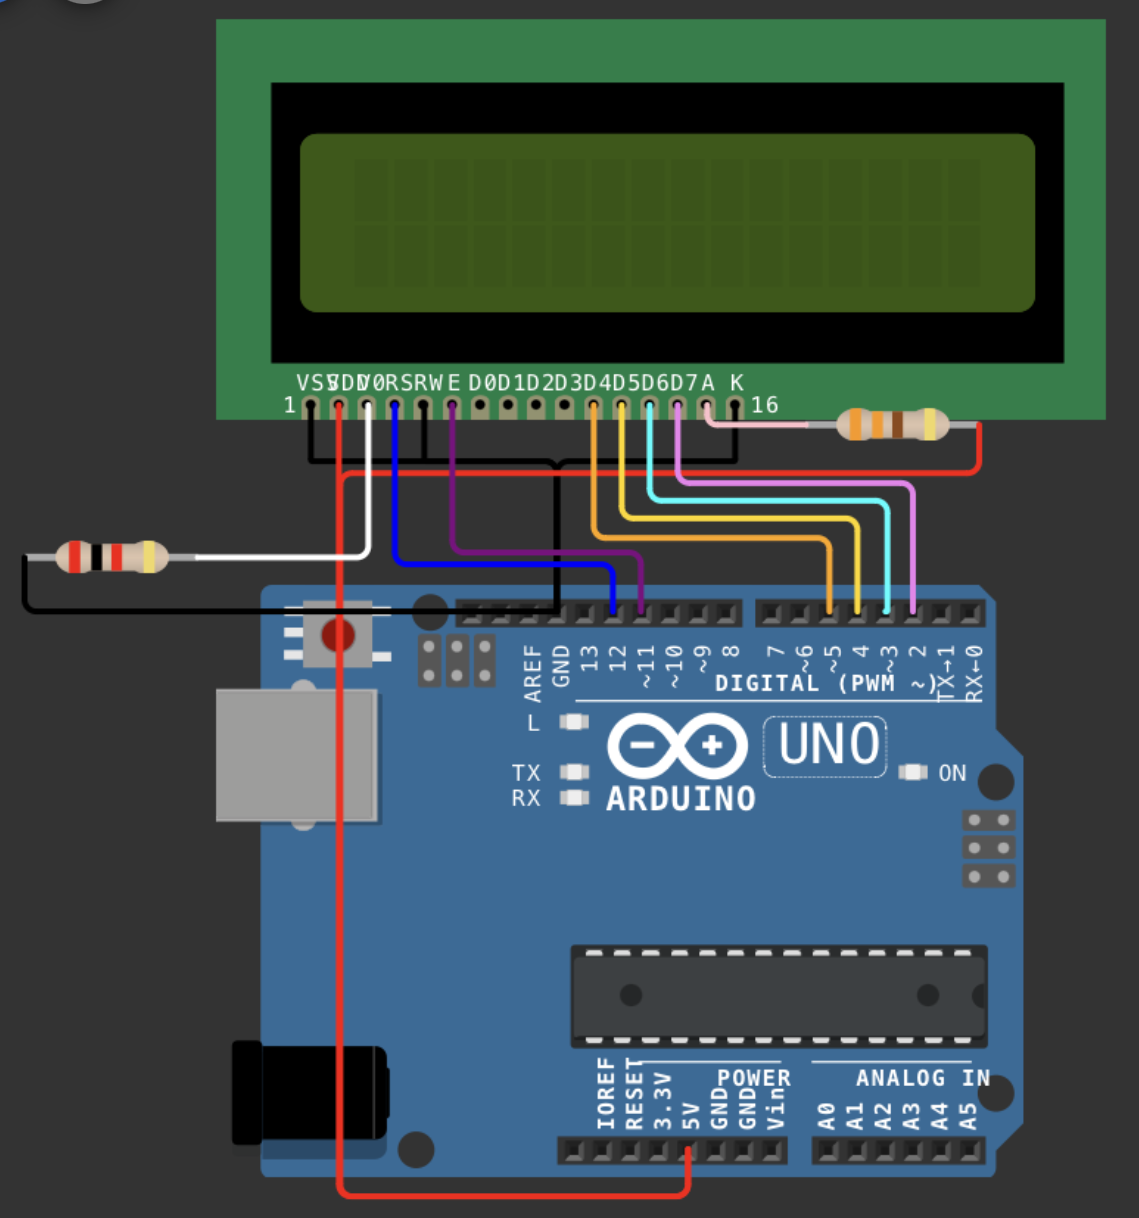 VSS VDD V0 RS RW E D0 D1 D2 D3 D4 D5 D6 D7 A K
1 16
AREF GND 13 12 ~11 ~10 ~9 8 7 ~6 ~5 4 ~3 2 TX→1 RX←0
DIGITAL (PWM ~)
L
UNO
TX ON
RX ARDUINO
POWER ANALOG IN
IOREF RESET 3.3V 5V GND GND Vin A0 A1 A2 A3 A4 A5